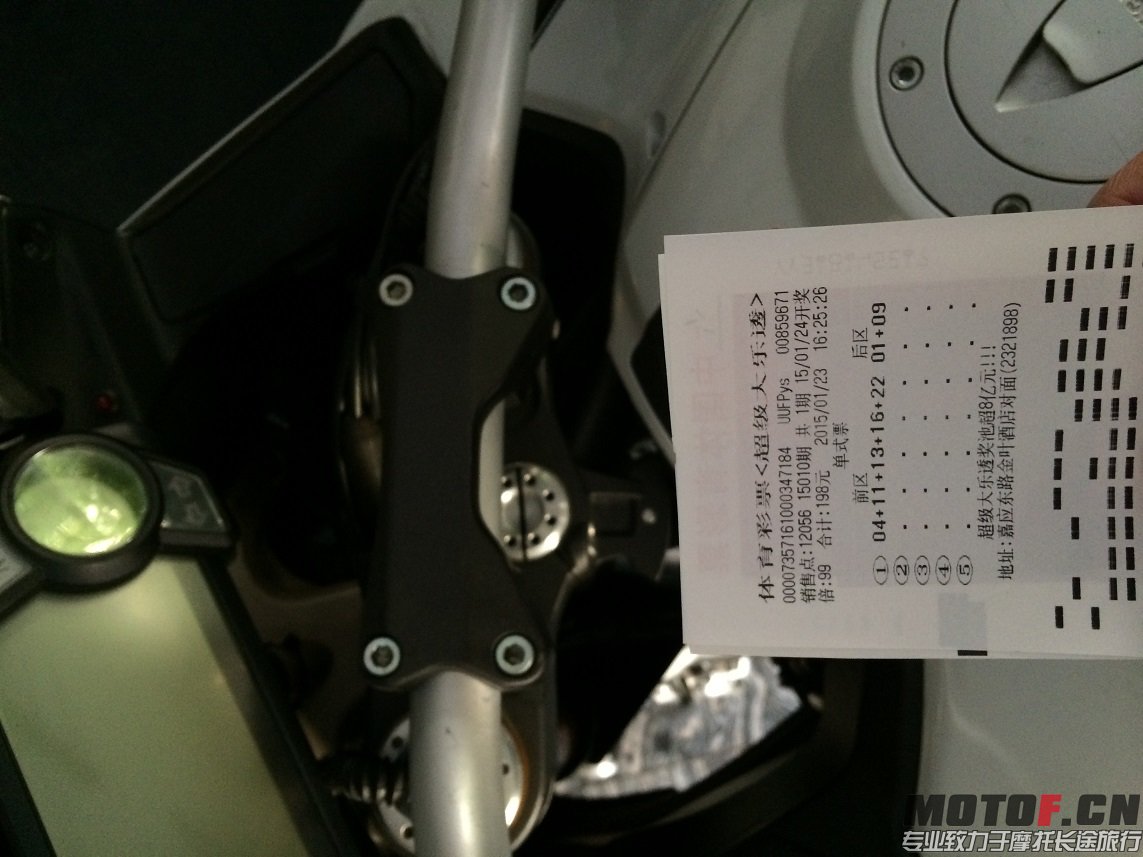 体育彩票<超级大乐透>
000073571610000347184 UUFPys 00859671
销售点:12056 15010期 共 1期 15/01/24开奖
倍:99 合计:198元 2015/01/23 16:25:26
单式票
前区 后区
① 04+11+13+16+22 01+09
②
③
④
⑤
超级大乐透奖池超8亿元!!!
地址:嘉应东路金叶酒店对面(2321898)
MOTOF.CN
专业致力于摩托长途旅行